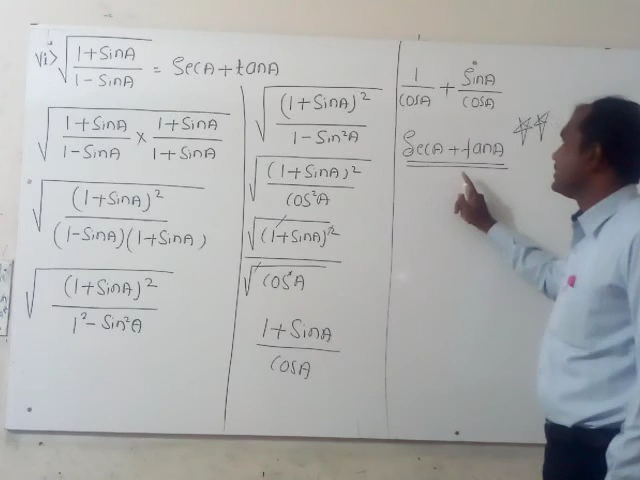 vi> √(1+SinA / 1-SinA) = SecA+tanA
√(1+SinA / 1-SinA × 1+SinA / 1+SinA)
√((1+SinA)² / (1-SinA)(1+SinA))
√((1+SinA)² / 1²-Sin²A)
√((1+SinA)² / 1-Sin²A)
√((1+SinA)² / cos²A)
√(1+SinA)² / √cos²A
1+SinA / cosA
1/cosA + SinA/cosA
SecA+tanA